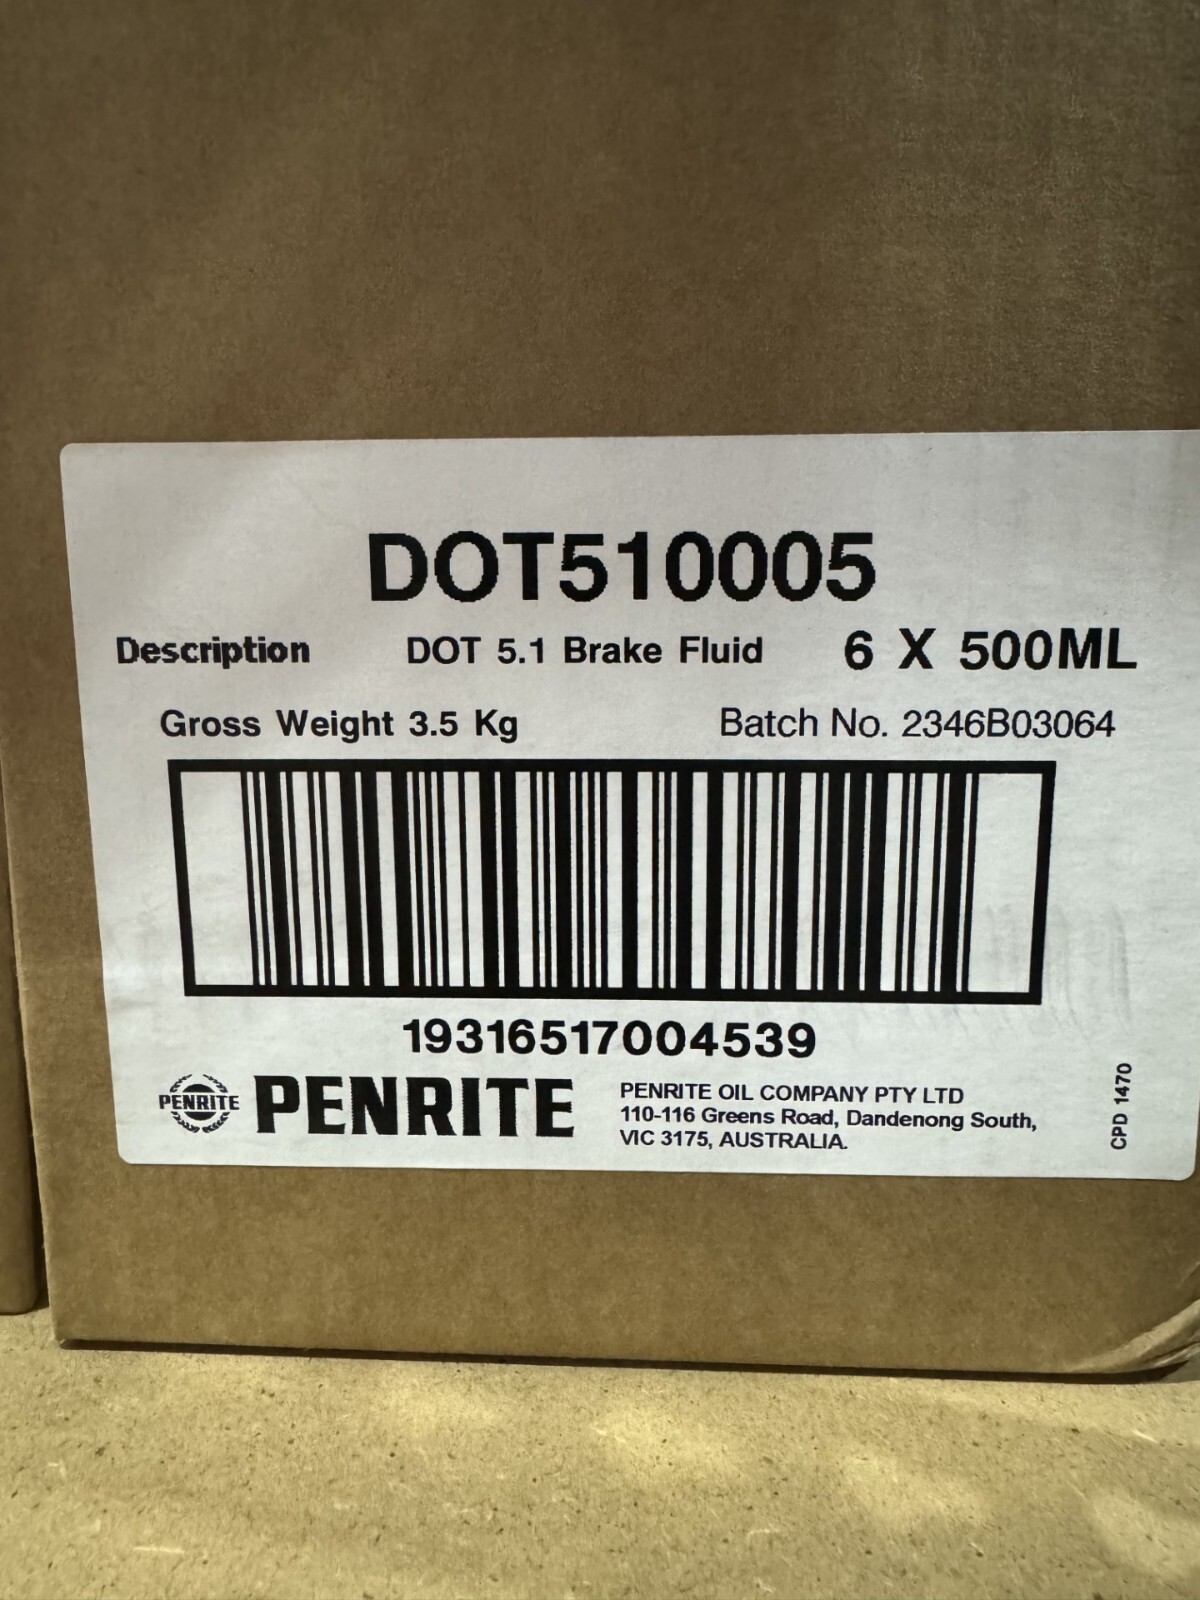 DOT510005
Description DOT 5.1 Brake Fluid 6 X 500ML
Gross Weight 3.5 Kg Batch No. 2346B03064
19316517004539
PENRITE PENRITE
PENRITE OIL COMPANY PTY LTD
110-116 Greens Road, Dandenong South,
VIC 3175, AUSTRALIA.
CPD 1470